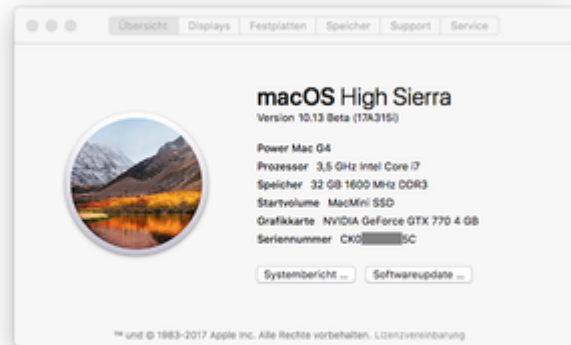 Übersicht Displays Festplatten Speicher Support Service
macOS High Sierra
Version 10.13 Beta (17A315i)
Power Mac G4
Prozessor 3,5 GHz Intel Core i7
Speicher 32 GB 1600 MHz DDR3
Startvolume MacMini SSD
Grafikkarte NVIDIA GeForce GTX 770 4 GB
Seriennummer CK0 5C
Systembericht ... Softwareupdate ...
™ und © 1983-2017 Apple Inc. Alle Rechte vorbehalten. Lizenzvereinbarung